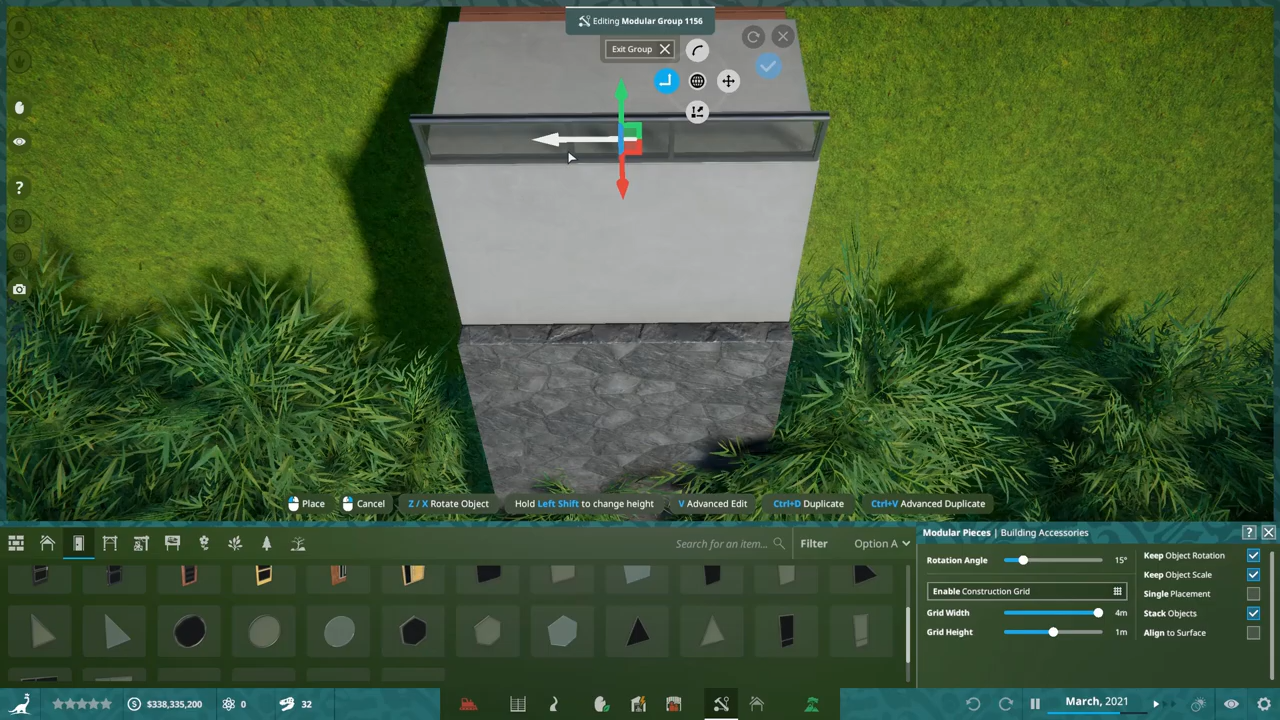 Editing Modular Group 1156
Exit Group
?
Place
Cancel
Z / X Rotate Object
Hold Left Shift to change height
V Advanced Edit
Ctrl+D Duplicate
Ctrl+V Advanced Duplicate
Search for an item...
Filter
Option A
Modular Pieces | Building Accessories
?
Rotation Angle
15°
Enable Construction Grid
Grid Width
4m
Grid Height
1m
Keep Object Rotation
Keep Object Scale
Single Placement
Stack Objects
Align to Surface
$338,335,200
0
32
March, 2021